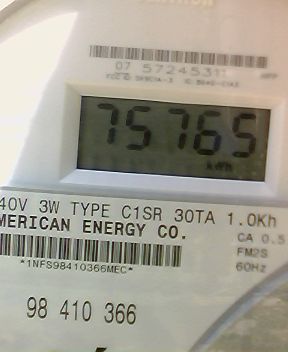 07 57245311
75765
kWh
40V 3W TYPE C1SR 30TA 1.0Kh
MERICAN ENERGY CO.
CA 0.5
FM2S
*1NFS98410366MEC*
60Hz
98 410 366